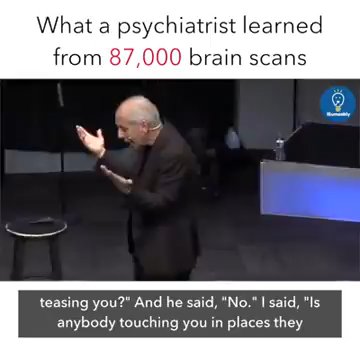 What a psychiatrist learned
from 87,000 brain scans
teasing you?" And he said, "No." I said, "Is
anybody touching you in places they